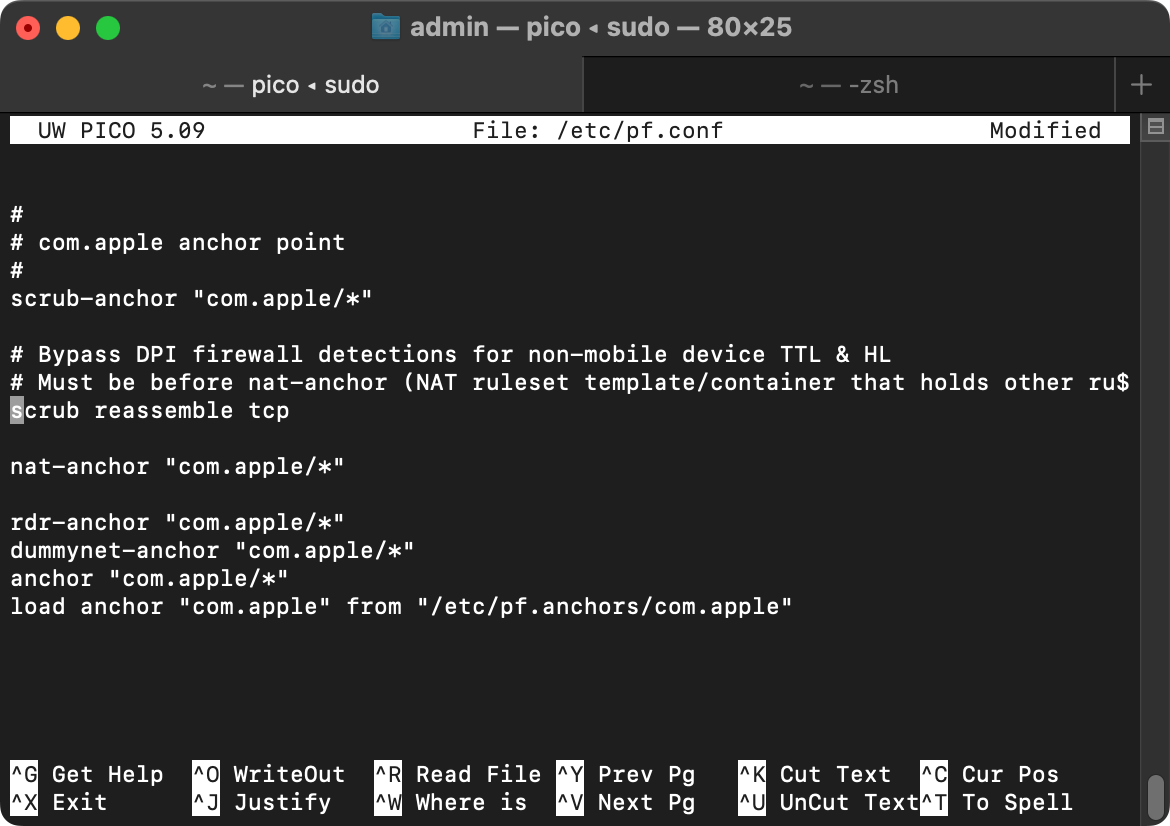 admin — pico ◂ sudo — 80×25
~ — pico ◂ sudo
~ — -zsh
UW PICO 5.09 File: /etc/pf.conf Modified
#
# com.apple anchor point
#
scrub-anchor "com.apple/*"
# Bypass DPI firewall detections for non-mobile device TTL & HL
# Must be before nat-anchor (NAT ruleset template/container that holds other ru$
scrub reassemble tcp
nat-anchor "com.apple/*"
rdr-anchor "com.apple/*"
dummynet-anchor "com.apple/*"
anchor "com.apple/*"
load anchor "com.apple" from "/etc/pf.anchors/com.apple"
^G Get Help ^O WriteOut ^R Read File ^Y Prev Pg ^K Cut Text ^C Cur Pos
^X Exit ^J Justify ^W Where is ^V Next Pg ^U UnCut Text^T To Spell